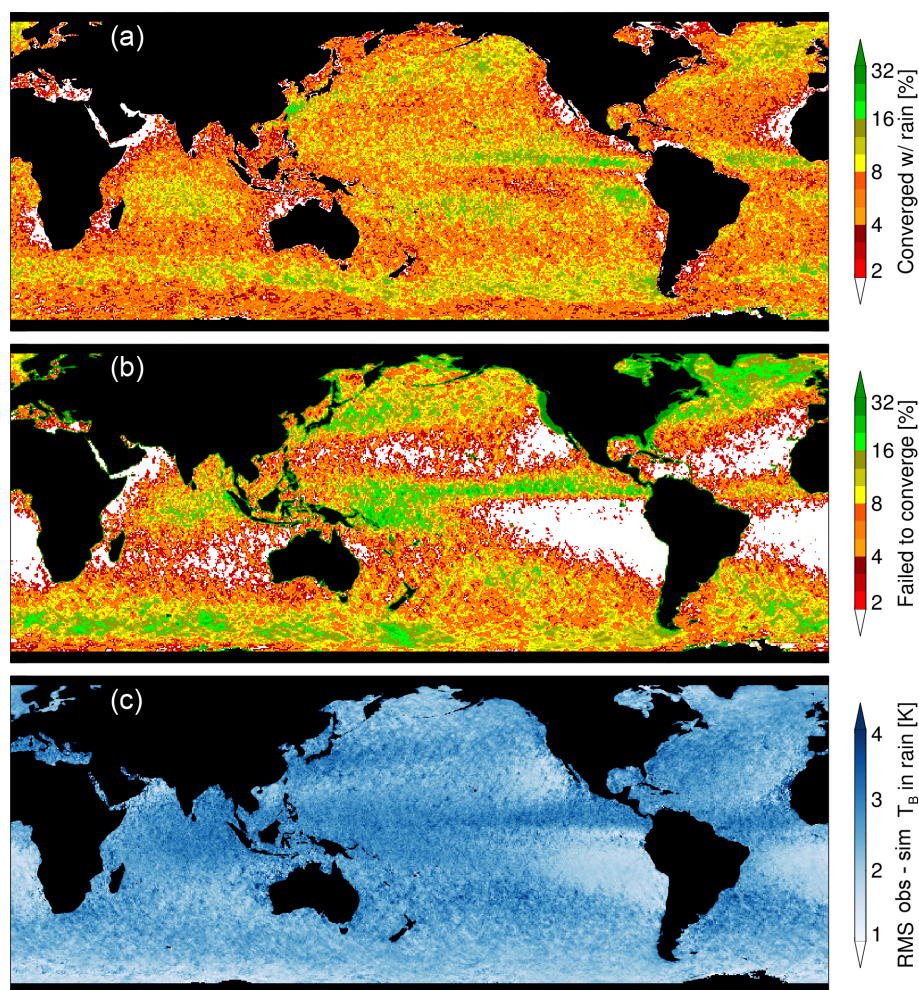 (a)
32
16
8
4
2
Converged w/ rain [%]
(b)
32
16
8
4
2
Failed to converge [%]
(c)
4
3
2
1
RMS obs - sim T_B in rain [K]